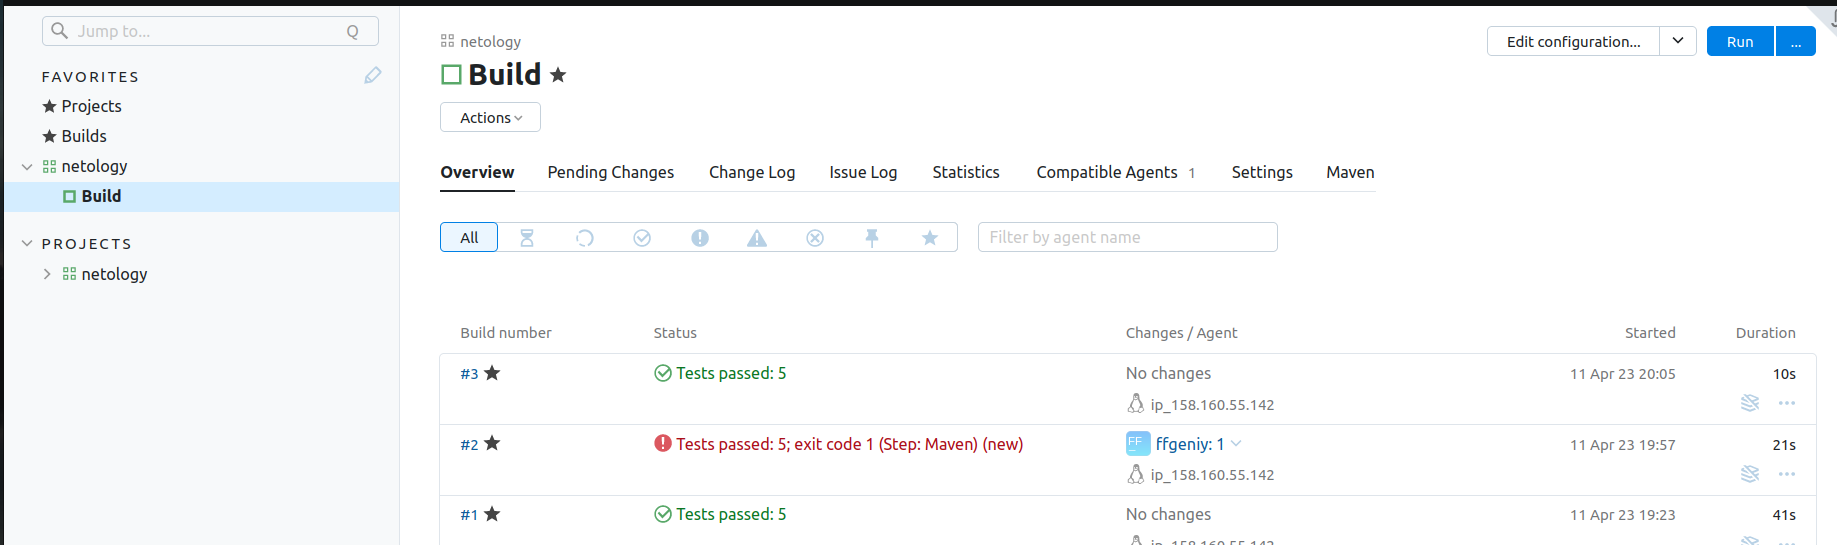 Jump to... Q
FAVORITES
Projects
Builds
netology
Build
PROJECTS
netology
netology
Build
Edit configuration... Run ...
Actions
Overview Pending Changes Change Log Issue Log Statistics Compatible Agents 1 Settings Maven
All Filter by agent name
Build number Status Changes / Agent Started Duration
#3 Tests passed: 5 No changes 11 Apr 23 20:05 10s
ip_158.160.55.142
#2 Tests passed: 5; exit code 1 (Step: Maven) (new) FF ffgeniy: 1 11 Apr 23 19:57 21s
ip_158.160.55.142
#1 Tests passed: 5 No changes 11 Apr 23 19:23 41s
ip_158.160.55.142